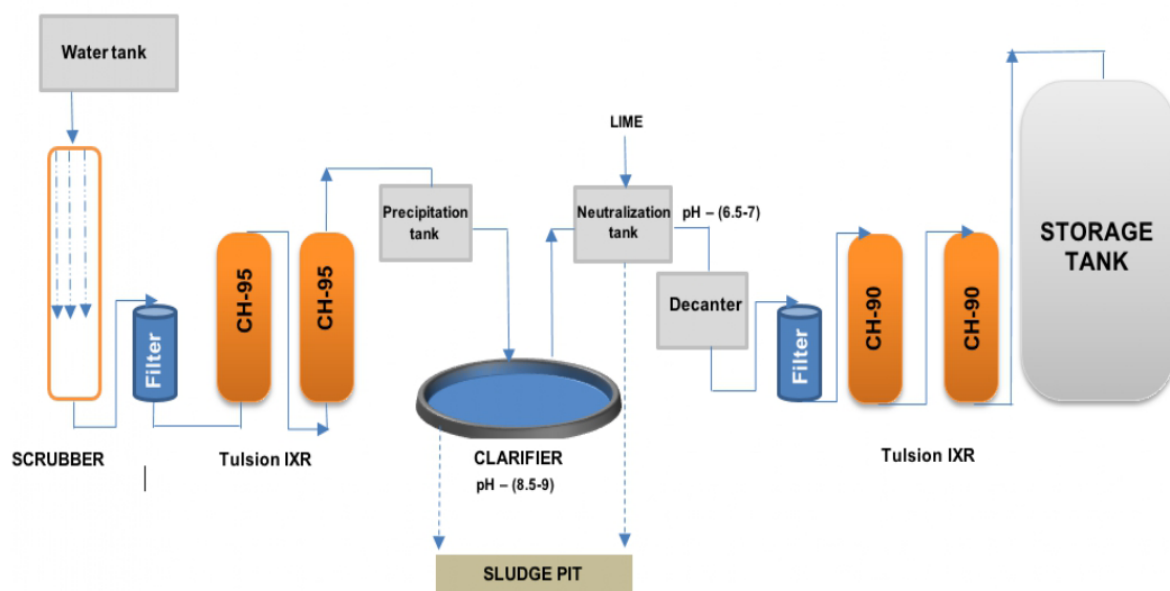 Water tank
LIME
Precipitation
tank
Neutralization
tank
pH – (6.5-7)
STORAGE
TANK
CH-95
CH-95
Decanter
CH-90
CH-90
Filter
Filter
SCRUBBER
Tulsion IXR
CLARIFIER
pH – (8.5-9)
Tulsion IXR
SLUDGE PIT